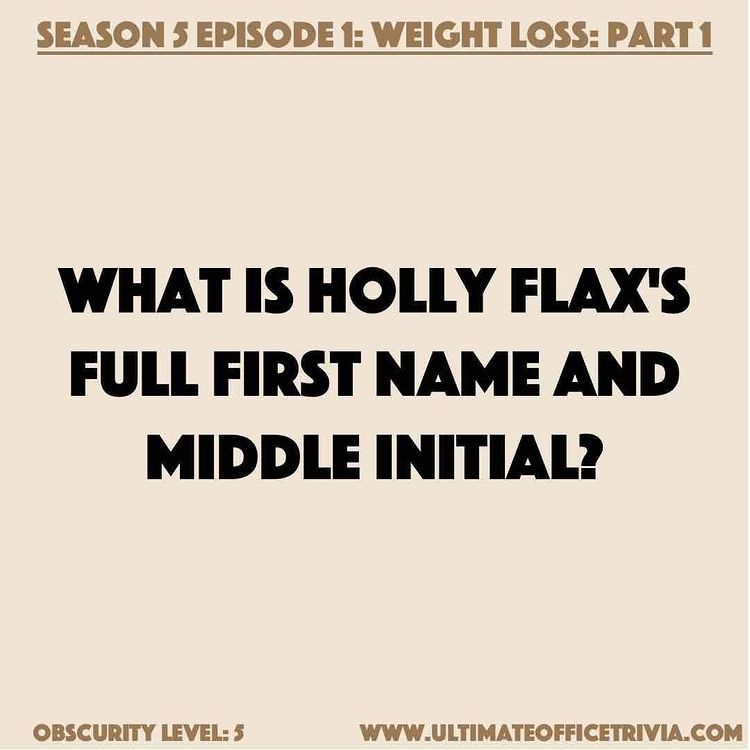 SEASON 5 EPISODE 1: WEIGHT LOSS: PART 1
WHAT IS HOLLY FLAX'S
FULL FIRST NAME AND
MIDDLE INITIAL?
OBSCURITY LEVEL: 5
WWW.ULTIMATEOFFICETRIVIA.COM